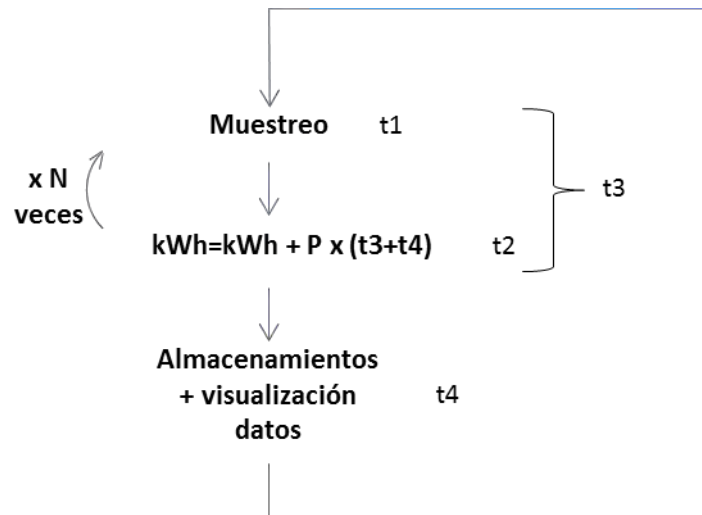 Muestreo t1
x N
veces
t3
kWh=kWh + P x (t3+t4) t2
Almacenamientos
+ visualización t4
datos